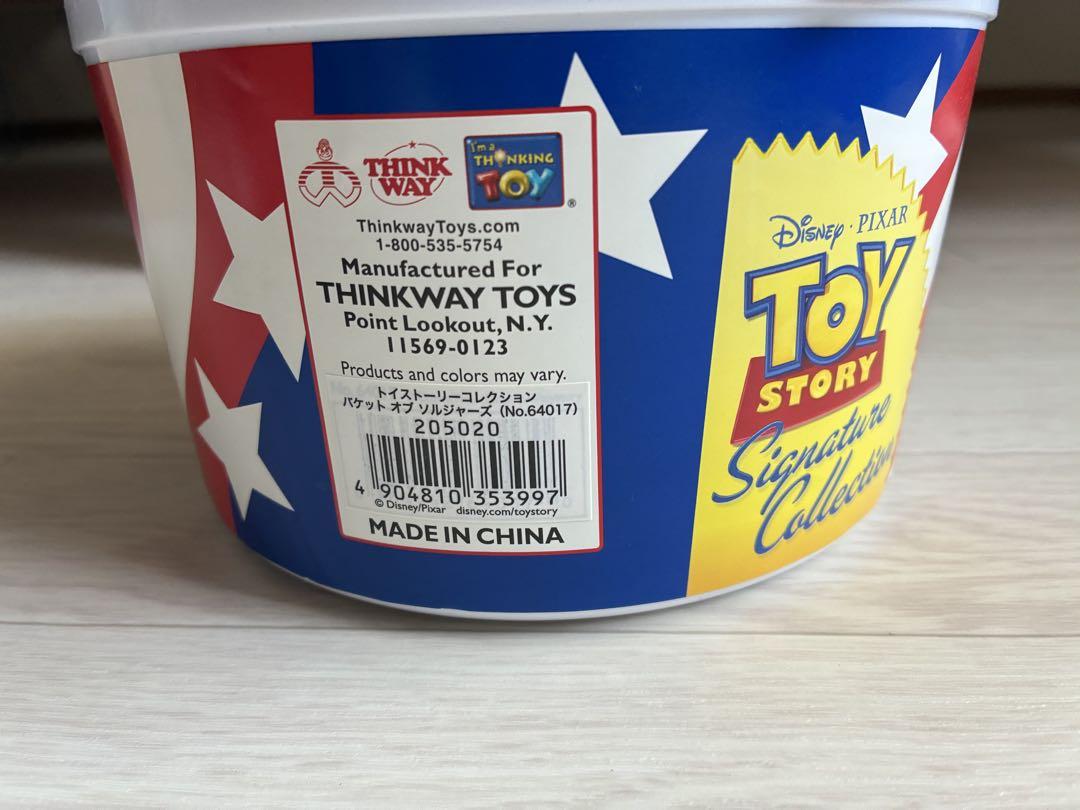 THINK
WAY
I'm a
THINKING
TOY
®
ThinkwayToys.com
1-800-535-5754
Manufactured For
THINKWAY TOYS
Point Lookout, N.Y.
11569-0123
Products and colors may vary.
トイストーリーコレクション
バケット オブ ソルジャーズ (No.64017)
205020
4 904810 353997
© Disney/Pixar disney.com/toystory
MADE IN CHINA
Disney · PIXAR
TOY
STORY
Signature
Collection